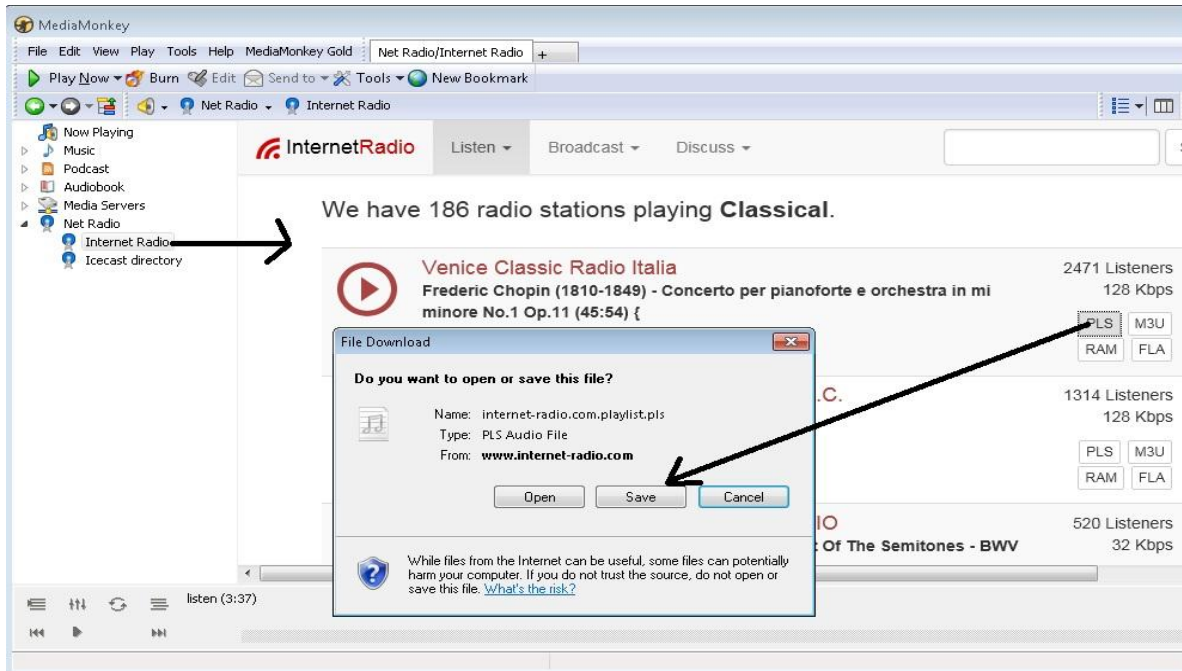 MediaMonkey
File Edit View Play Tools Help MediaMonkey Gold Net Radio/Internet Radio +
Play Now Burn Edit Send to Tools New Bookmark
Net Radio Internet Radio
Now Playing
Music
Podcast
Audiobook
Media Servers
Net Radio
Internet Radio
Icecast directory
InternetRadio Listen Broadcast Discuss
We have 186 radio stations playing Classical.
Venice Classic Radio Italia
Frederic Chopin (1810-1849) - Concerto per pianoforte e orchestra in mi
minore No.1 Op.11 (45:54) {
2471 Listeners
128 Kbps
PLS M3U
RAM FLA
.C.
1314 Listeners
128 Kbps
PLS M3U
RAM FLA
IO
: Of The Semitones - BWV
520 Listeners
32 Kbps
File Download
Do you want to open or save this file?
Name: internet-radio.com.playlist.pls
Type: PLS Audio File
From: www.internet-radio.com
Open Save Cancel
While files from the Internet can be useful, some files can potentially
harm your computer. If you do not trust the source, do not open or
save this file. What's the risk?
listen (3:37)